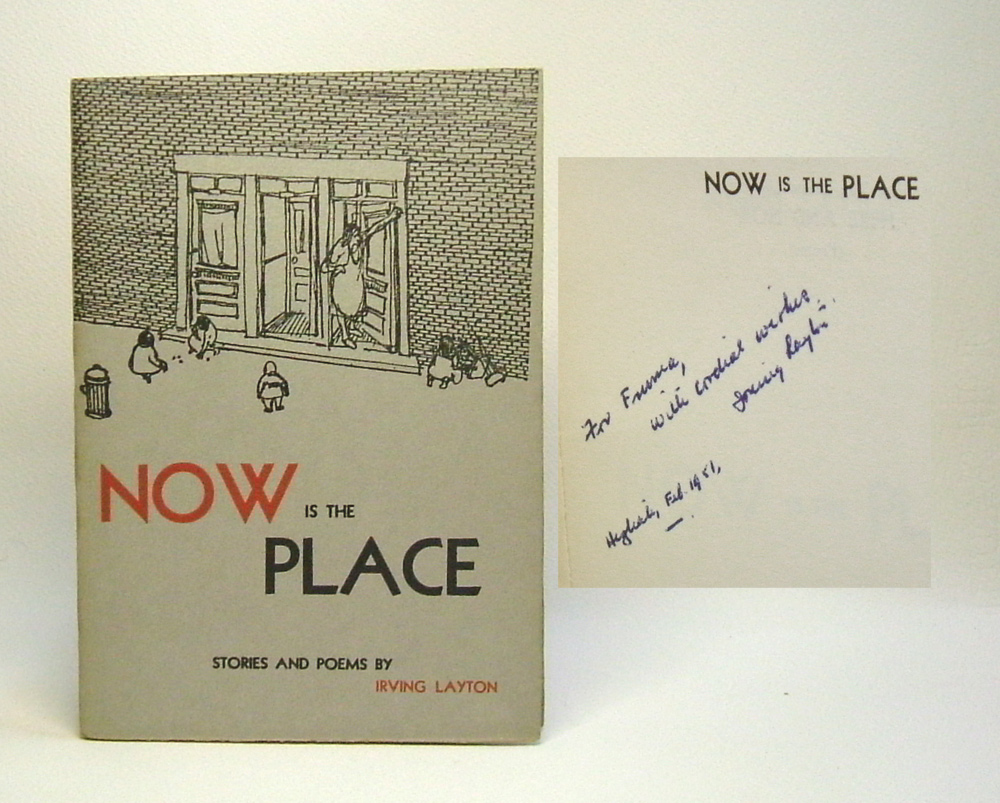 NOW IS THE
PLACE
STORIES AND POEMS BY
IRVING LAYTON
NOW IS THE PLACE
For
with cordial wishes
Irving Layton
Feb. 1951,